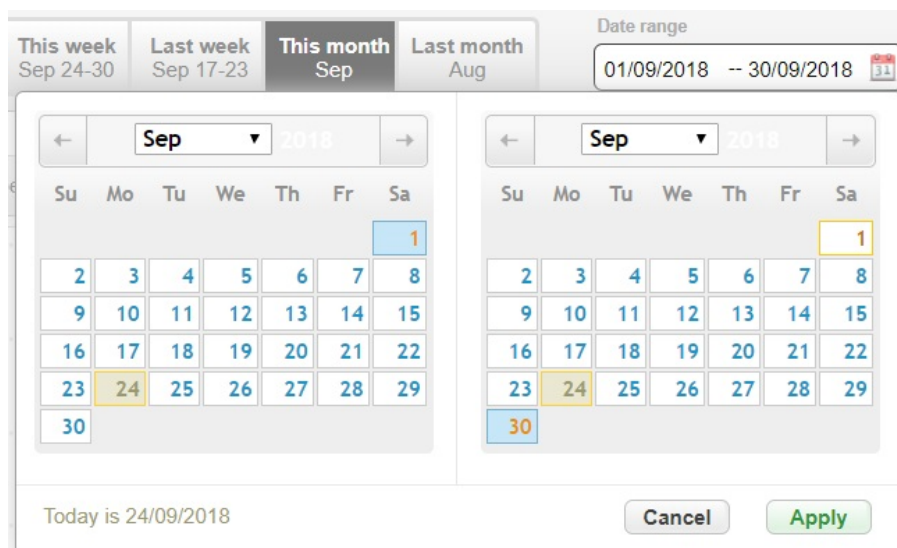 This week Last week This month Last month Date range
Sep 24-30 Sep 17-23 Sep Aug 01/09/2018 -- 30/09/2018 31
Sep 2018 Sep 2018
Su Mo Tu We Th Fr Sa Su Mo Tu We Th Fr Sa
1 1
2 3 4 5 6 7 8 2 3 4 5 6 7 8
9 10 11 12 13 14 15 9 10 11 12 13 14 15
16 17 18 19 20 21 22 16 17 18 19 20 21 22
23 24 25 26 27 28 29 23 24 25 26 27 28 29
30 30
Today is 24/09/2018 Cancel Apply